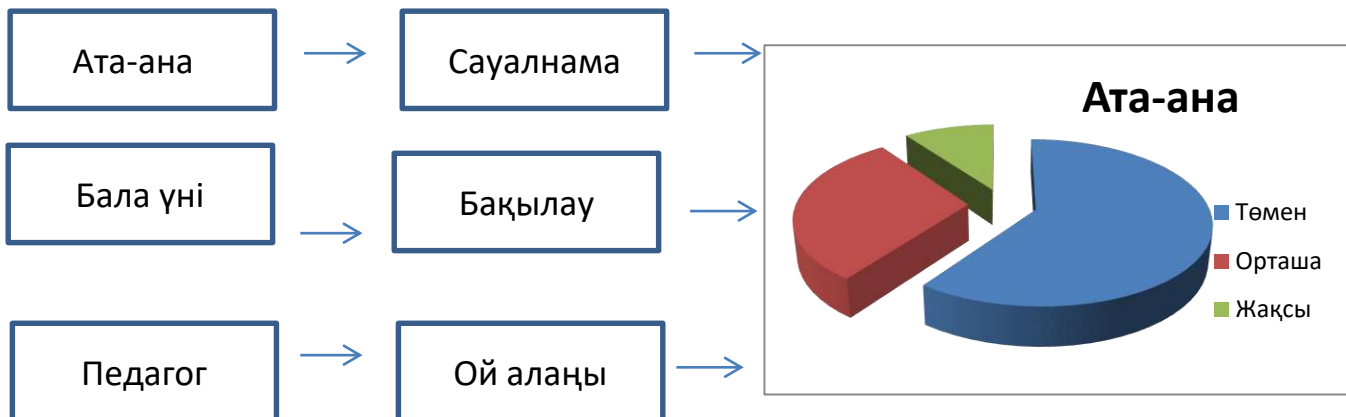 Ата-ана
Сауалнама
Бала үні
Бақылау
Педагог
Ой алаңы
Ата-ана
Төмен
Орташа
Жақсы